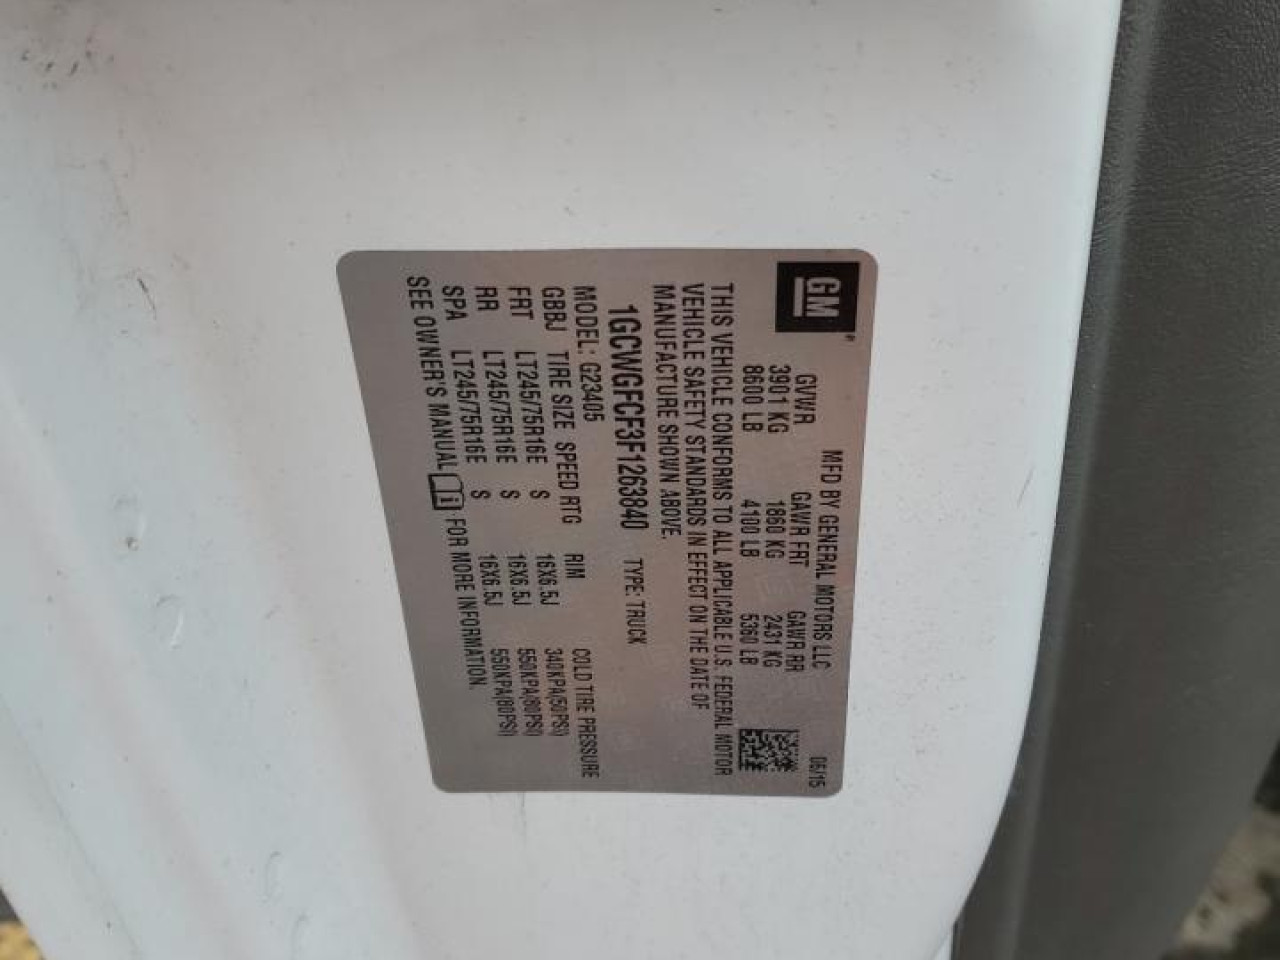 GM
MFD BY GENERAL MOTORS LLC 06/15
GVWR GAWR FRT GAWR RR
3901 KG 1860 KG 2431 KG
8600 LB 4100 LB 5360 LB
THIS VEHICLE CONFORMS TO ALL APPLICABLE U.S. FEDERAL MOTOR
VEHICLE SAFETY STANDARDS IN EFFECT ON THE DATE OF
MANUFACTURE SHOWN ABOVE.
1GCWGFCF3F1263840 TYPE: TRUCK
MODEL: G23405
GBBJ TIRE SIZE SPEED RTG RIM COLD TIRE PRESSURE
FRT LT245/75R16E S 16X6.5J 340KPA(50PSI)
RR LT245/75R16E S 16X6.5J 550KPA(80PSI)
SPA LT245/75R16E S 16X6.5J 550KPA(80PSI)
SEE OWNER'S MANUAL FOR MORE INFORMATION.